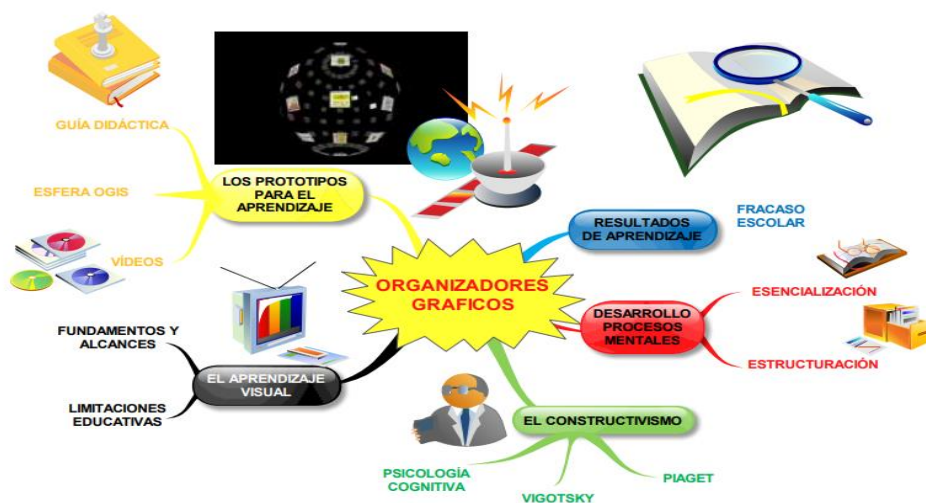 GUÍA DIDÁCTICA
ESFERA OGIS
VÍDEOS
LOS PROTOTIPOS
PARA EL
APRENDIZAJE
RESULTADOS
DE APRENDIZAJE
FRACASO
ESCOLAR
ORGANIZADORES
GRAFICOS
DESARROLLO
PROCESOS
MENTALES
ESENCIALIZACIÓN
ESTRUCTURACIÓN
FUNDAMENTOS Y
ALCANCES
LIMITACIONES
EDUCATIVAS
EL APRENDIZAJE
VISUAL
EL CONSTRUCTIVISMO
PSICOLOGÍA
COGNITIVA
VIGOTSKY
PIAGET